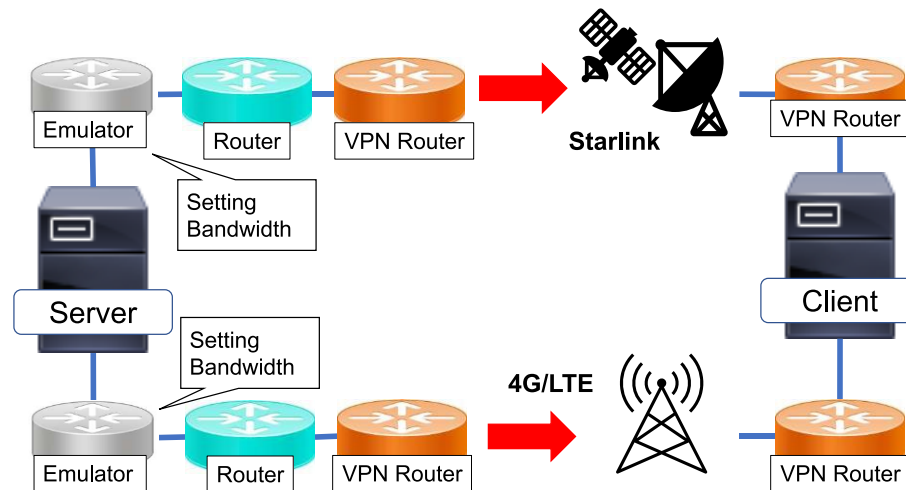 Emulator
Router
VPN Router
Starlink
VPN Router
Setting
Bandwidth
Server
Client
Setting
Bandwidth
4G/LTE
Emulator
Router
VPN Router
VPN Router